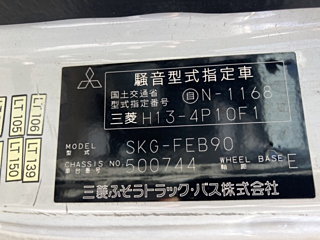 騒音型式指定車
国土交通省
型式指定番号
自 N-1168
三菱 H13-4P10F1
MODEL
型式
SKG-FEB90
CHASSIS NO.
車台番号
500744
WHEEL BASE
E
三菱ふそうトラック・バス株式会社
LT106
LT105
LT139
LT150